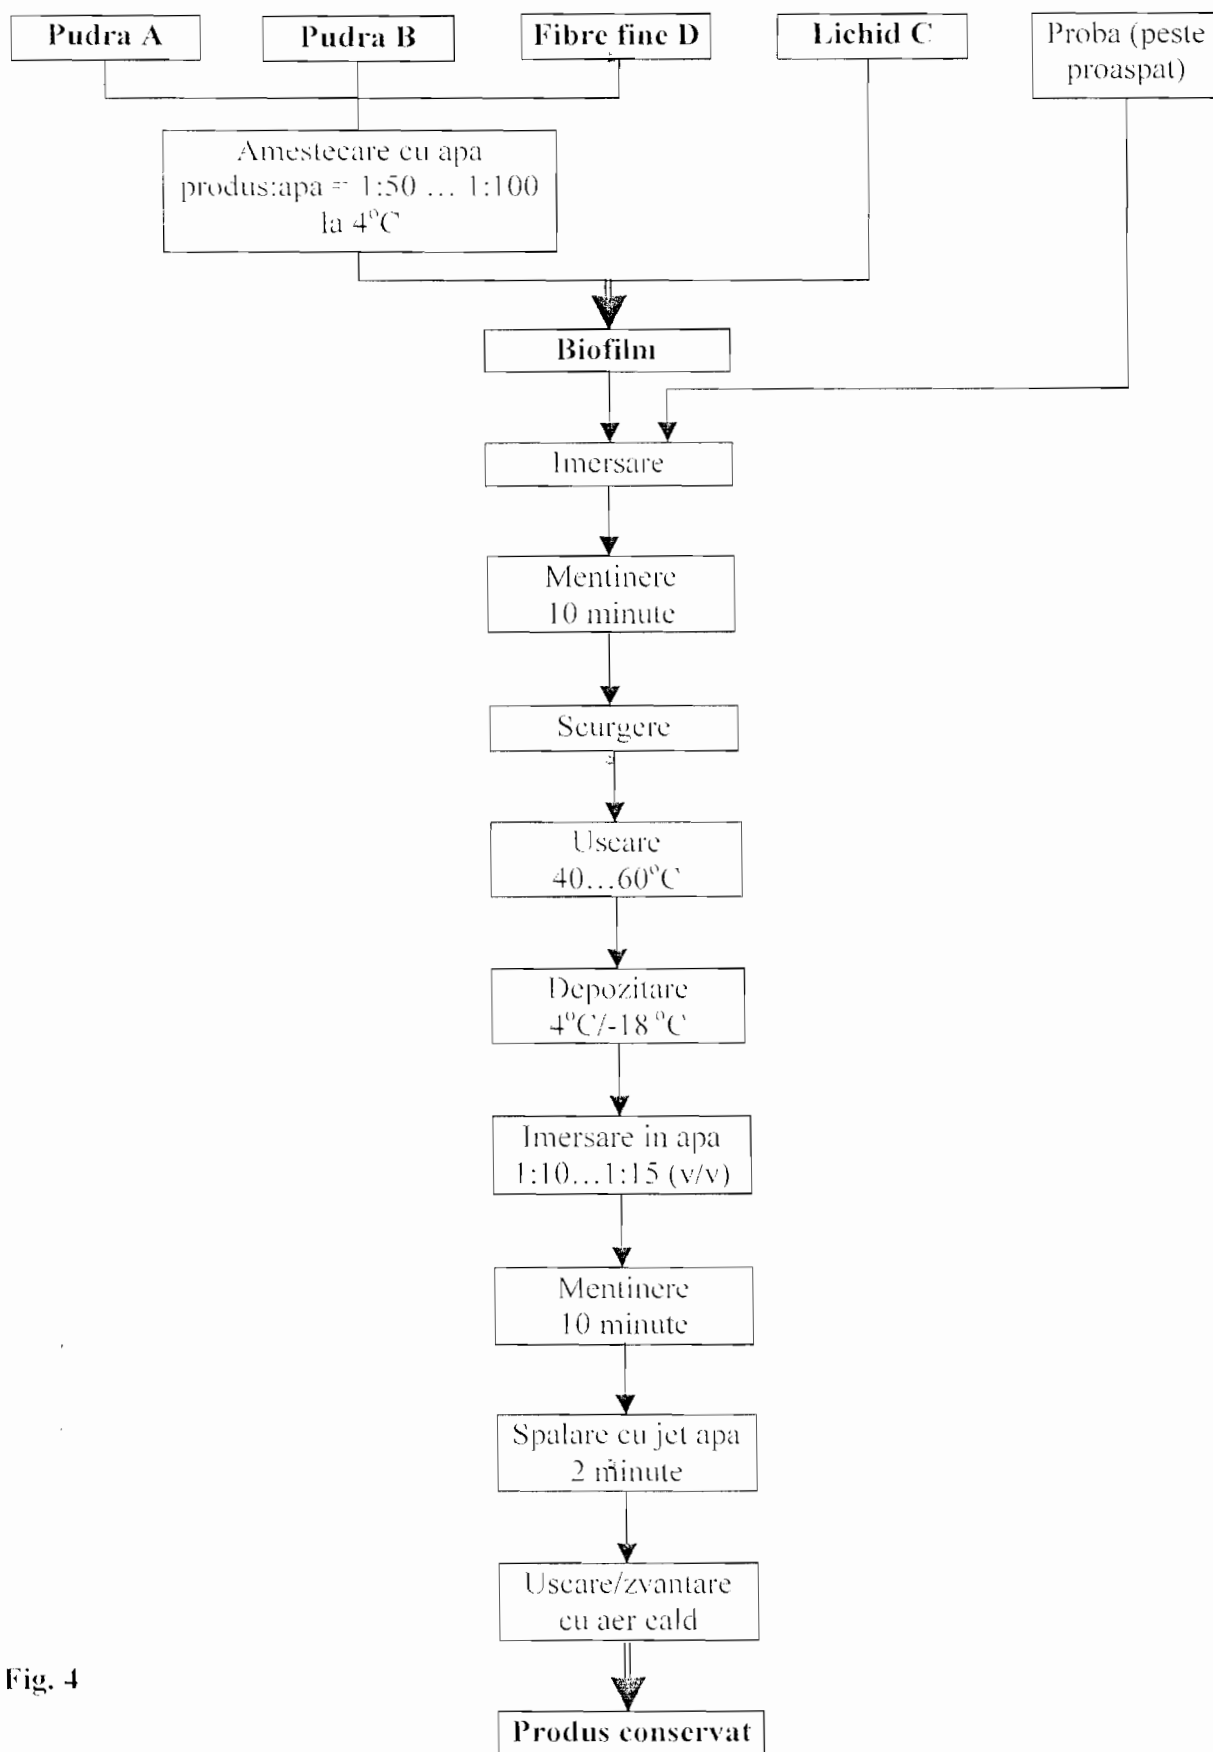 Pudra A
Pudra B
Fibre fine D
Lichid C
Proba (peste
proaspat)
Amestecare cu apa
produs:apa = 1:50 ... 1:100
la 4°C
Biofilm
Imersare
Mentinere
10 minute
Scurgere
Uscare
40...60°C
Depozitare
4°C/-18 °C
Imersare in apa
1:10...1:15 (v/v)
Mentinere
10 minute
Spalare cu jet apa
2 minute
Uscare/zvantare
cu aer cald
Fig. 4
Produs conservat